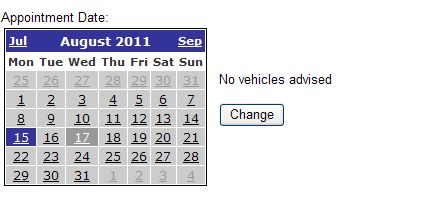 Appointment Date:
Jul August 2011 Sep
Mon Tue Wed Thu Fri Sat Sun
25 26 27 28 29 30 31
1 2 3 4 5 6 7
8 9 10 11 12 13 14
15 16 17 18 19 20 21
22 23 24 25 26 27 28
29 30 31 1 2 3 4
No vehicles advised
Change